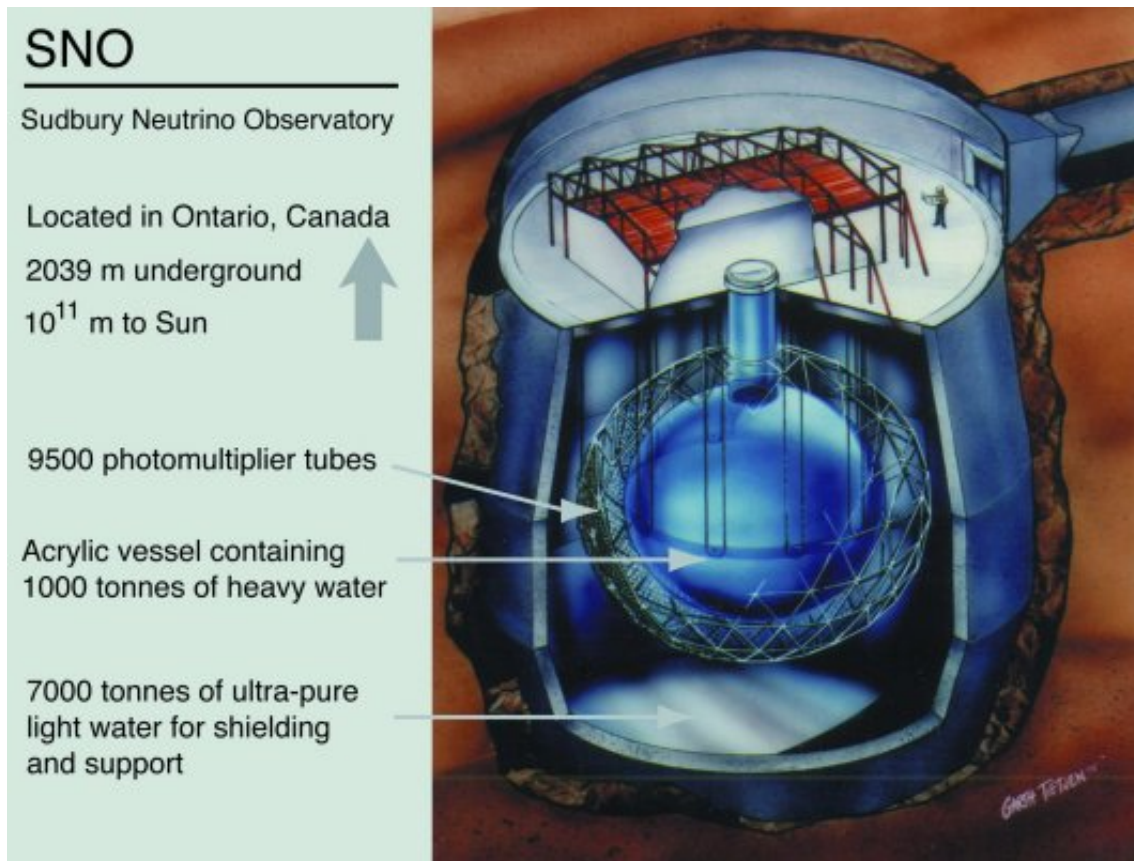 SNO
Sudbury Neutrino Observatory
Located in Ontario, Canada
2039 m underground
10¹¹ m to Sun
9500 photomultiplier tubes
Acrylic vessel containing
1000 tonnes of heavy water
7000 tonnes of ultra-pure
light water for shielding
and support